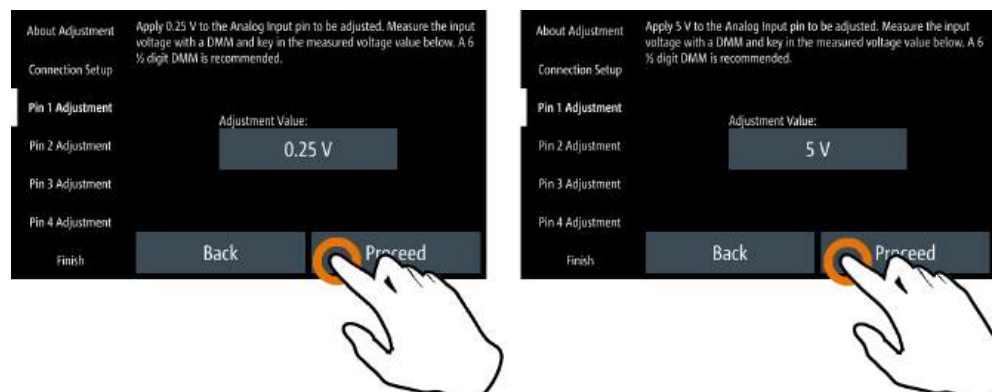 About Adjustment
Connection Setup
Pin 1 Adjustment
Pin 2 Adjustment
Pin 3 Adjustment
Pin 4 Adjustment
Finish
Apply 0.25 V to the Analog Input pin to be adjusted. Measure the input
voltage with a DMM and key in the measured voltage value below. A 6
½ digit DMM is recommended.
Adjustment Value:
0.25 V
Back
Proceed
About Adjustment
Connection Setup
Pin 1 Adjustment
Pin 2 Adjustment
Pin 3 Adjustment
Pin 4 Adjustment
Finish
Apply 5 V to the Analog Input pin to be adjusted. Measure the input
voltage with a DMM and key in the measured voltage value below. A 6
½ digit DMM is recommended.
Adjustment Value:
5 V
Back
Proceed